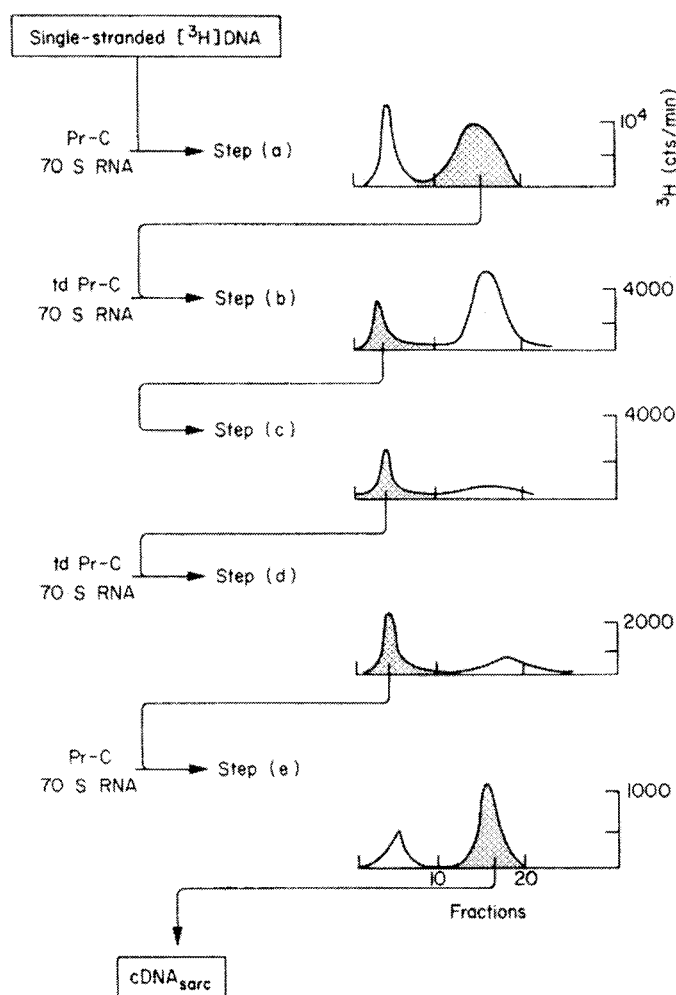 Single-stranded [³H]DNA
Pr-C
70 S RNA
Step (a)
10⁴
³H (cts/min)
td Pr-C
70 S RNA
Step (b)
4000
Step (c)
4000
td Pr-C
70 S RNA
Step (d)
2000
Pr-C
70 S RNA
Step (e)
1000
10
20
Fractions
cDNAsarc